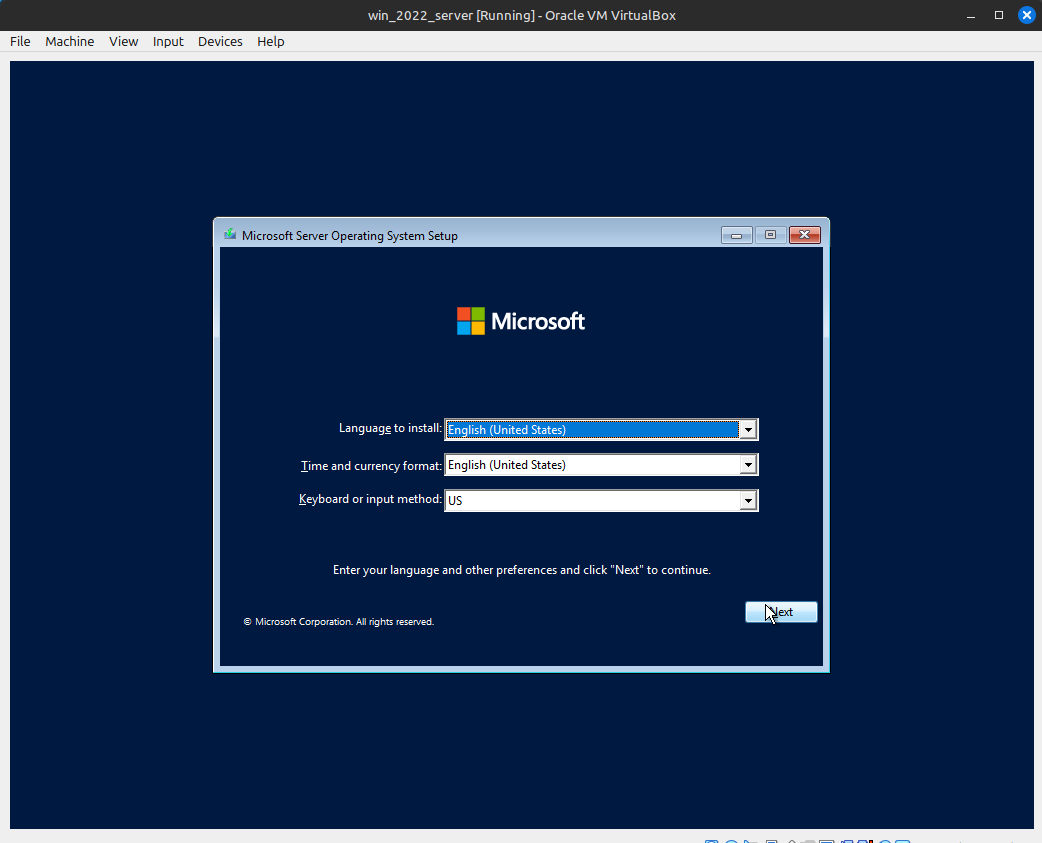 win_2022_server [Running] - Oracle VM VirtualBox
File Machine View Input Devices Help
Microsoft Server Operating System Setup
Microsoft
Language to install: English (United States)
Time and currency format: English (United States)
Keyboard or input method: US
Enter your language and other preferences and click "Next" to continue.
Next
© Microsoft Corporation. All rights reserved.